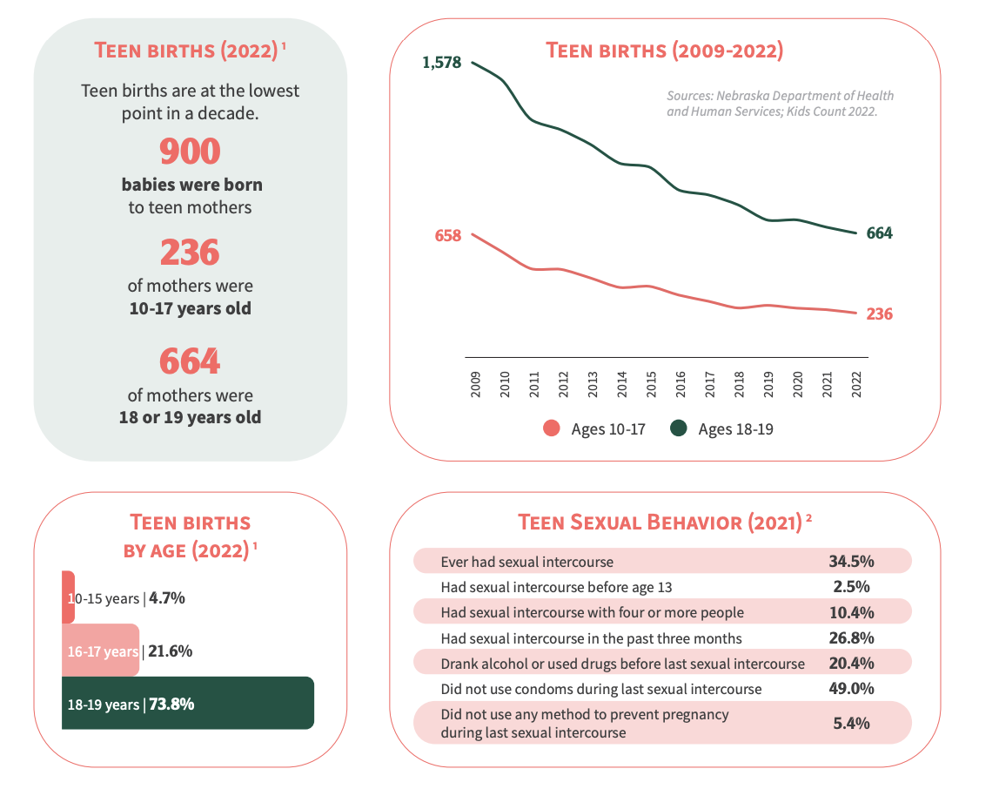 Teen births (2022) 1
Teen births are at the lowest
point in a decade.
900
babies were born
to teen mothers
236
of mothers were
10-17 years old
664
of mothers were
18 or 19 years old
Teen births (2009-2022)
Sources: Nebraska Department of Health
and Human Services; Kids Count 2022.
1,578
658
664
236
2009 2010 2011 2012 2013 2014 2015 2016 2017 2018 2019 2020 2021 2022
Ages 10-17 Ages 18-19
Teen births
by age (2022) 1
10-15 years | 4.7%
16-17 years | 21.6%
18-19 years | 73.8%
Teen Sexual Behavior (2021) 2
Ever had sexual intercourse 34.5%
Had sexual intercourse before age 13 2.5%
Had sexual intercourse with four or more people 10.4%
Had sexual intercourse in the past three months 26.8%
Drank alcohol or used drugs before last sexual intercourse 20.4%
Did not use condoms during last sexual intercourse 49.0%
Did not use any method to prevent pregnancy
during last sexual intercourse 5.4%